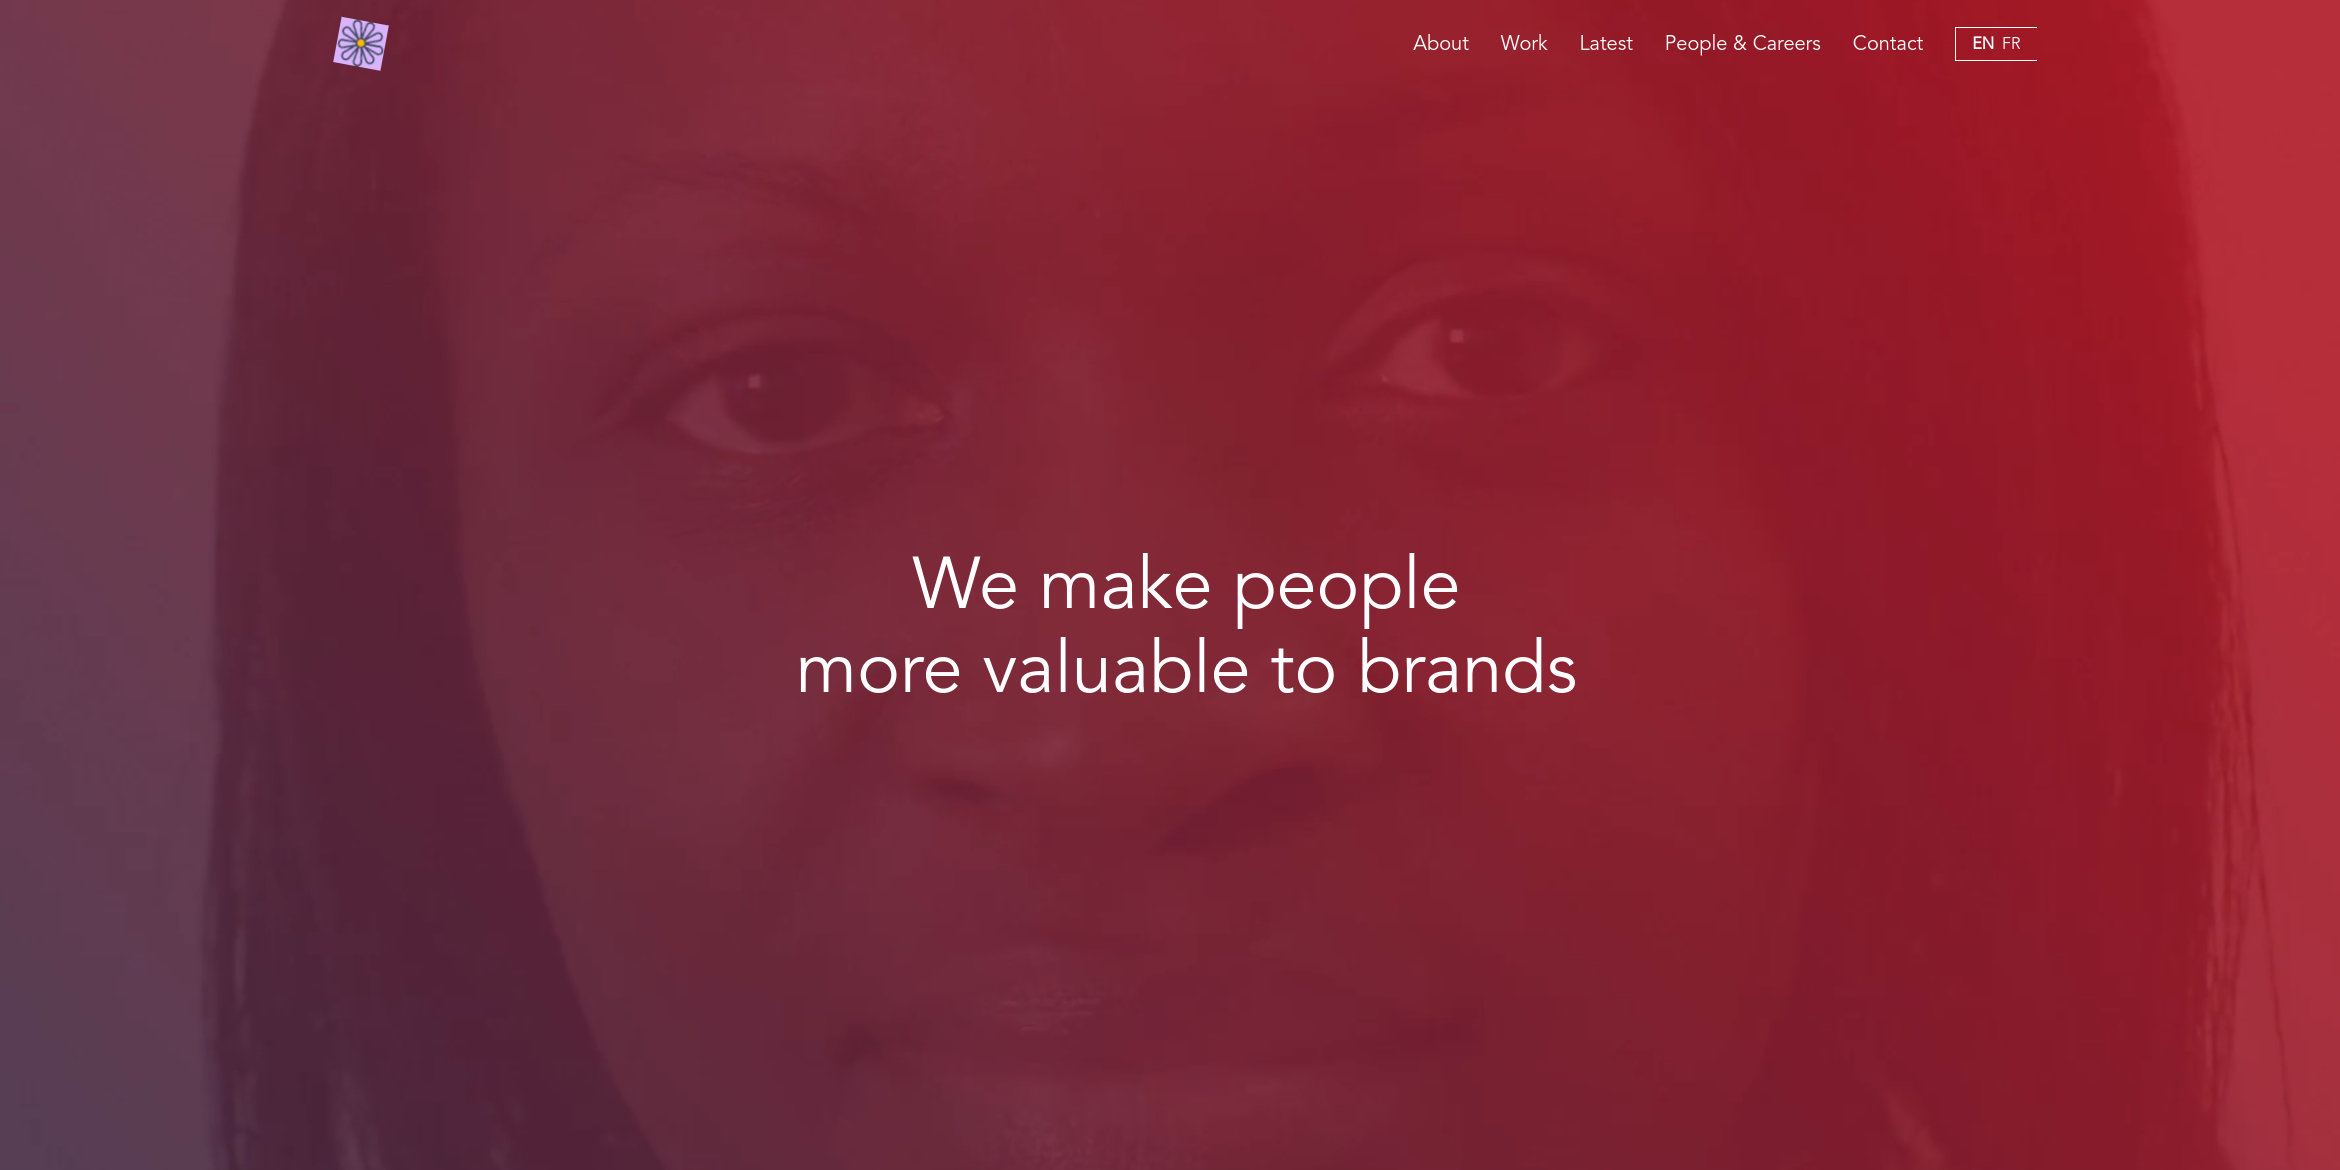 About
Work
Latest
People & Careers
Contact
EN FR
We make people
more valuable to brands